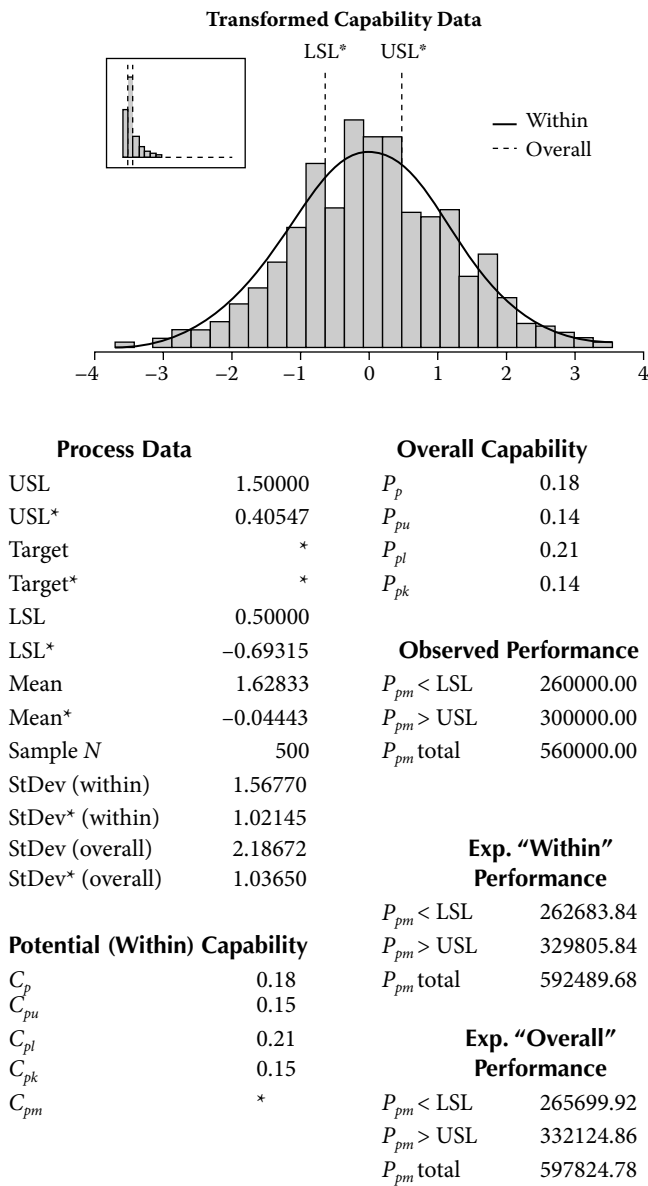 Transformed Capability Data
LSL* USL*
Within
Overall
–4 –3 –2 –1 0 1 2 3 4
Process Data
USL 1.50000
USL* 0.40547
Target *
Target* *
LSL 0.50000
LSL* –0.69315
Mean 1.62833
Mean* –0.04443
Sample N 500
StDev (within) 1.56770
StDev* (within) 1.02145
StDev (overall) 2.18672
StDev* (overall) 1.03650
Potential (Within) Capability
Cp 0.18
Cpu 0.15
Cpl 0.21
Cpk 0.15
Cpm *
Overall Capability
Pp 0.18
Ppu 0.14
Ppl 0.21
Ppk 0.14
Observed Performance
Ppm < LSL 260000.00
Ppm > USL 300000.00
Ppm total 560000.00
Exp. “Within”
Performance
Ppm < LSL 262683.84
Ppm > USL 329805.84
Ppm total 592489.68
Exp. “Overall”
Performance
Ppm < LSL 265699.92
Ppm > USL 332124.86
Ppm total 597824.78